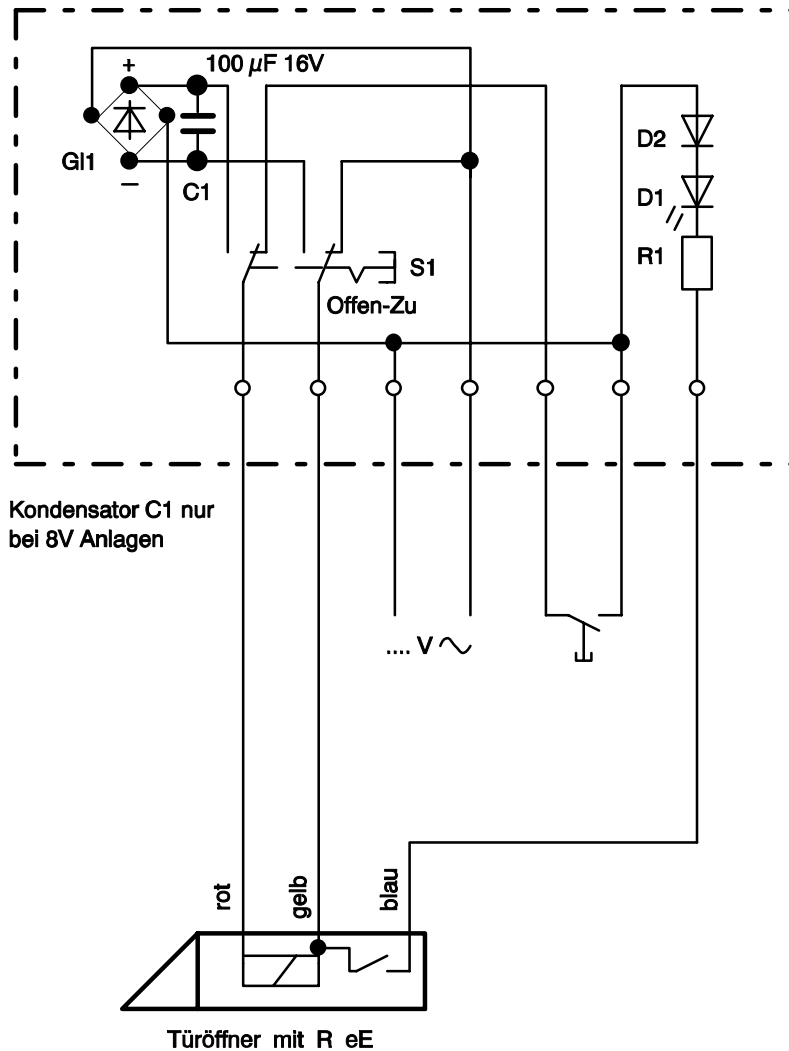 100 µF 16V
+
Gl1
–
C1
D2
D1
R1
S1
Offen-Zu
Kondensator C1 nur
bei 8V Anlagen
.... V
rot
gelb
blau
Türöffner mit R eE